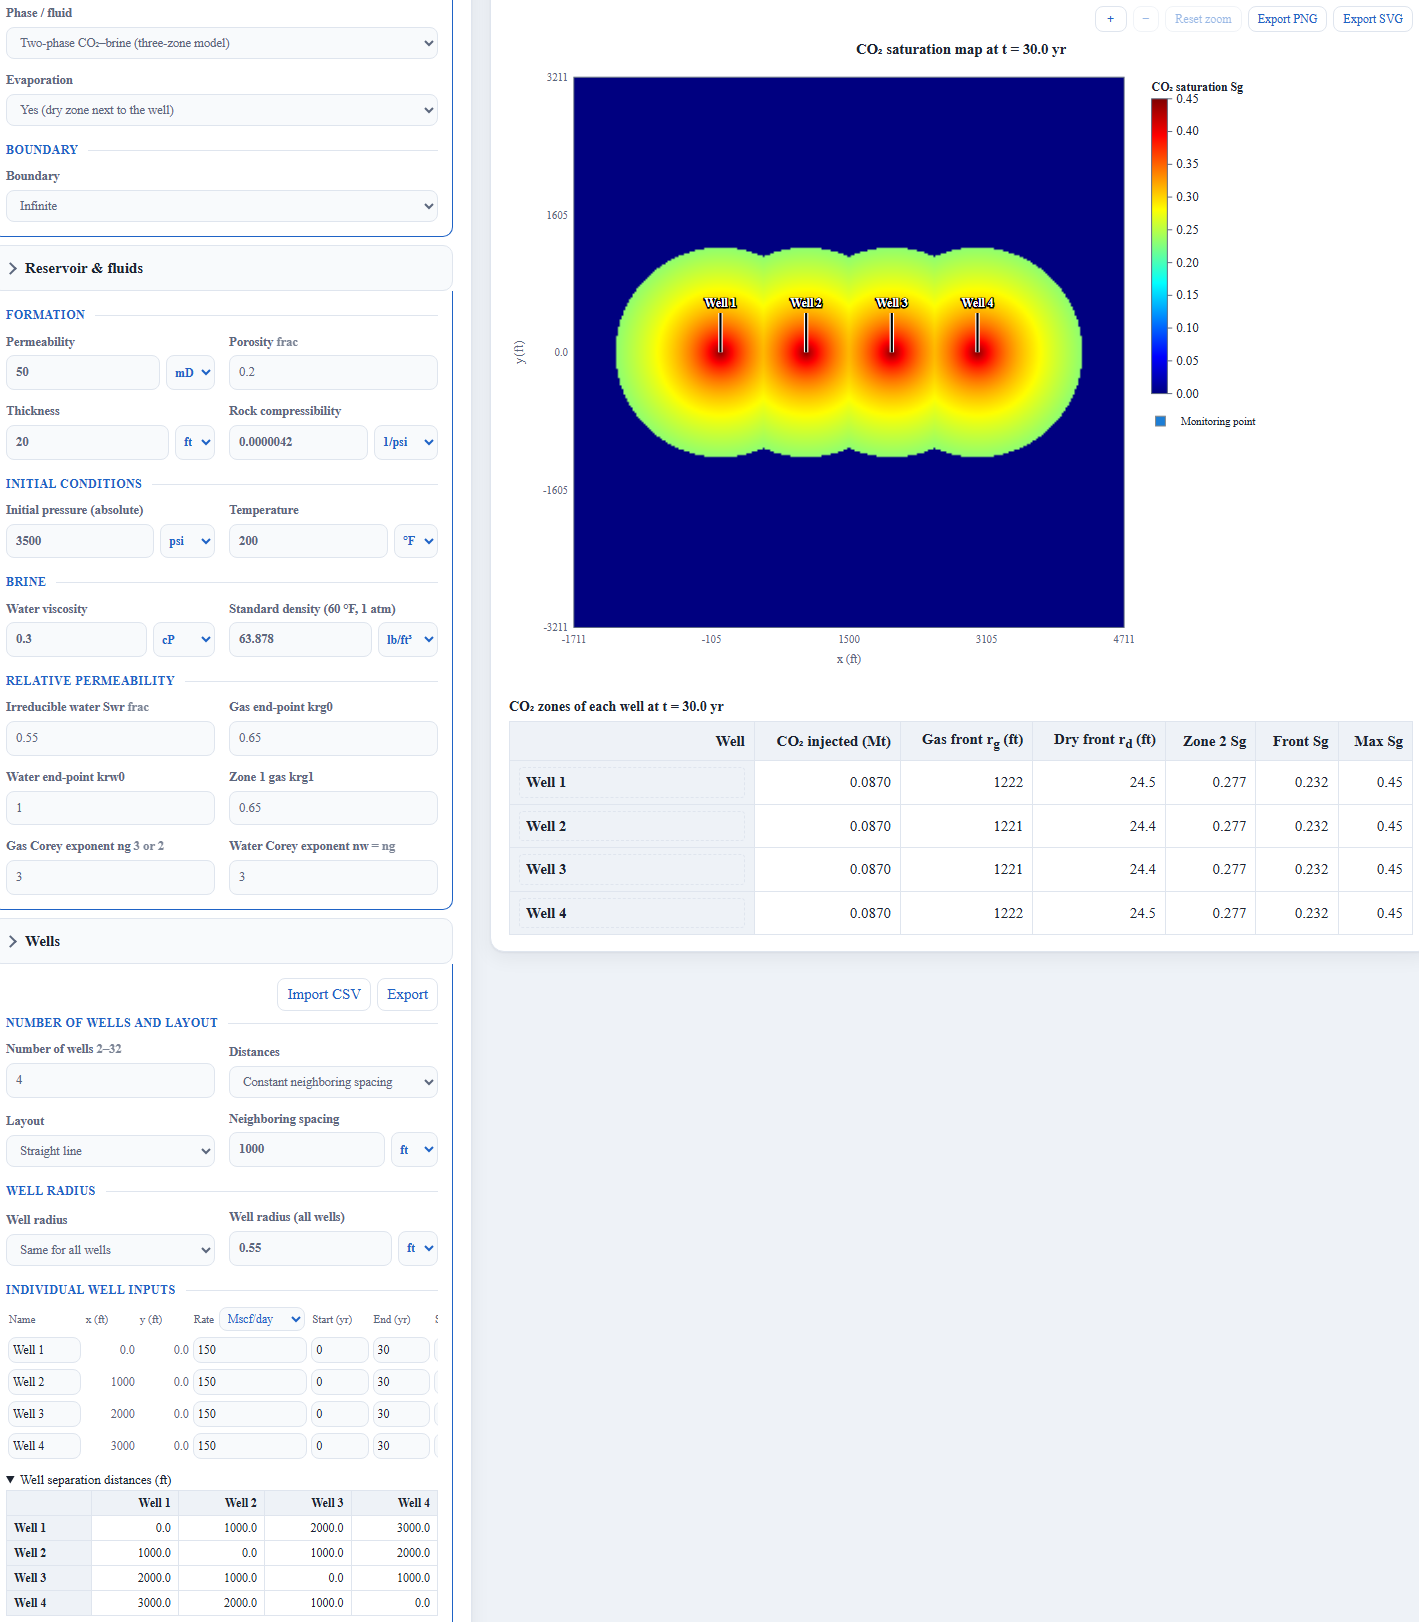 Phase / fluid
Two-phase CO₂–brine (three-zone model)
Evaporation
Yes (dry zone next to the well)
BOUNDARY
Boundary
Infinite
Reservoir & fluids
FORMATION
Permeability
Porosity frac
50
mD
0.2
Thickness
Rock compressibility
20
ft
0.0000042
1/psi
INITIAL CONDITIONS
Initial pressure (absolute)
Temperature
3500
psi
200
°F
BRINE
Water viscosity
Standard density (60 °F, 1 atm)
0.3
cP
63.878
lb/ft³
RELATIVE PERMEABILITY
Irreducible water Swr frac
Gas end-point krg0
0.55
0.65
Water end-point krw0
Zone 1 gas krg1
1
0.65
Gas Corey exponent ng 3 or 2
Water Corey exponent nw = ng
3
3
Wells
Import CSV
Export
NUMBER OF WELLS AND LAYOUT
Number of wells 2–32
Distances
4
Constant neighboring spacing
Layout
Neighboring spacing
Straight line
1000
ft
WELL RADIUS
Well radius
Well radius (all wells)
Same for all wells
0.55
ft
INDIVIDUAL WELL INPUTS
Name x (ft) y (ft) Rate Mscf/day Start (yr) End (yr)
Well 1 0.0 0.0 150 0 30
Well 2 1000 0.0 150 0 30
Well 3 2000 0.0 150 0 30
Well 4 3000 0.0 150 0 30
▼ Well separation distances (ft)
Well 1 Well 2 Well 3 Well 4
Well 1 0.0 1000.0 2000.0 3000.0
Well 2 1000.0 0.0 1000.0 2000.0
Well 3 2000.0 1000.0 0.0 1000.0
Well 4 3000.0 2000.0 1000.0 0.0
+ − Reset zoom Export PNG Export SVG
CO₂ saturation map at t = 30.0 yr
3211
1605
0.0
-1605
-3211
y (ft)
Well 1 Well 2 Well 3 Well 4
-1711 -105 1500 3105 4711
x (ft)
CO₂ saturation Sg
0.45
0.40
0.35
0.30
0.25
0.20
0.15
0.10
0.05
0.00
Monitoring point
CO₂ zones of each well at t = 30.0 yr
Well CO₂ injected (Mt) Gas front rg (ft) Dry front rd (ft) Zone 2 Sg Front Sg Max Sg
Well 1 0.0870 1222 24.5 0.277 0.232 0.45
Well 2 0.0870 1221 24.4 0.277 0.232 0.45
Well 3 0.0870 1221 24.4 0.277 0.232 0.45
Well 4 0.0870 1222 24.5 0.277 0.232 0.45